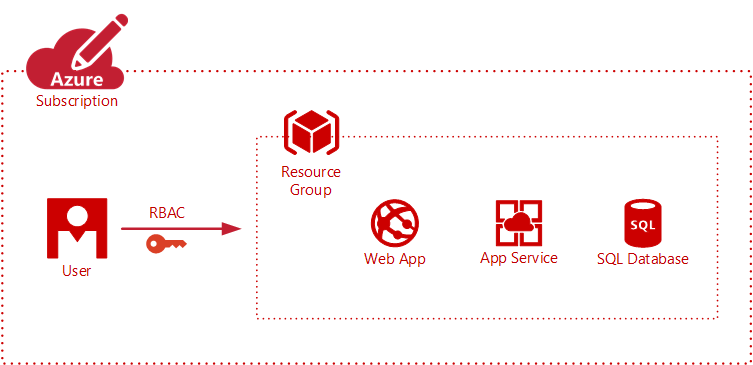 Azure
Subscription
Resource
Group
RBAC
User
Web App
App Service
SQL
SQL Database